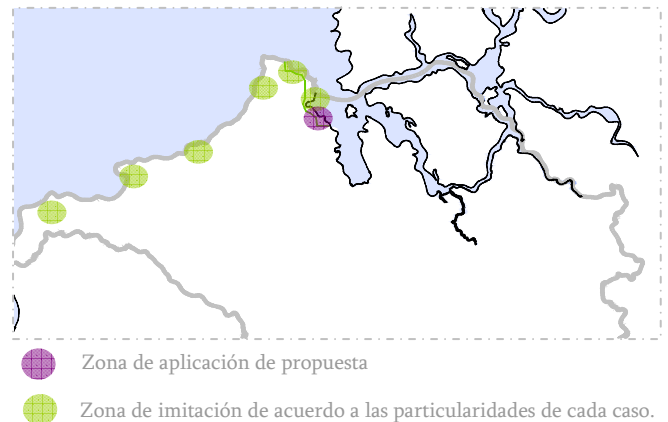 Zona de aplicación de propuesta
Zona de imitación de acuerdo a las particularidades de cada caso.